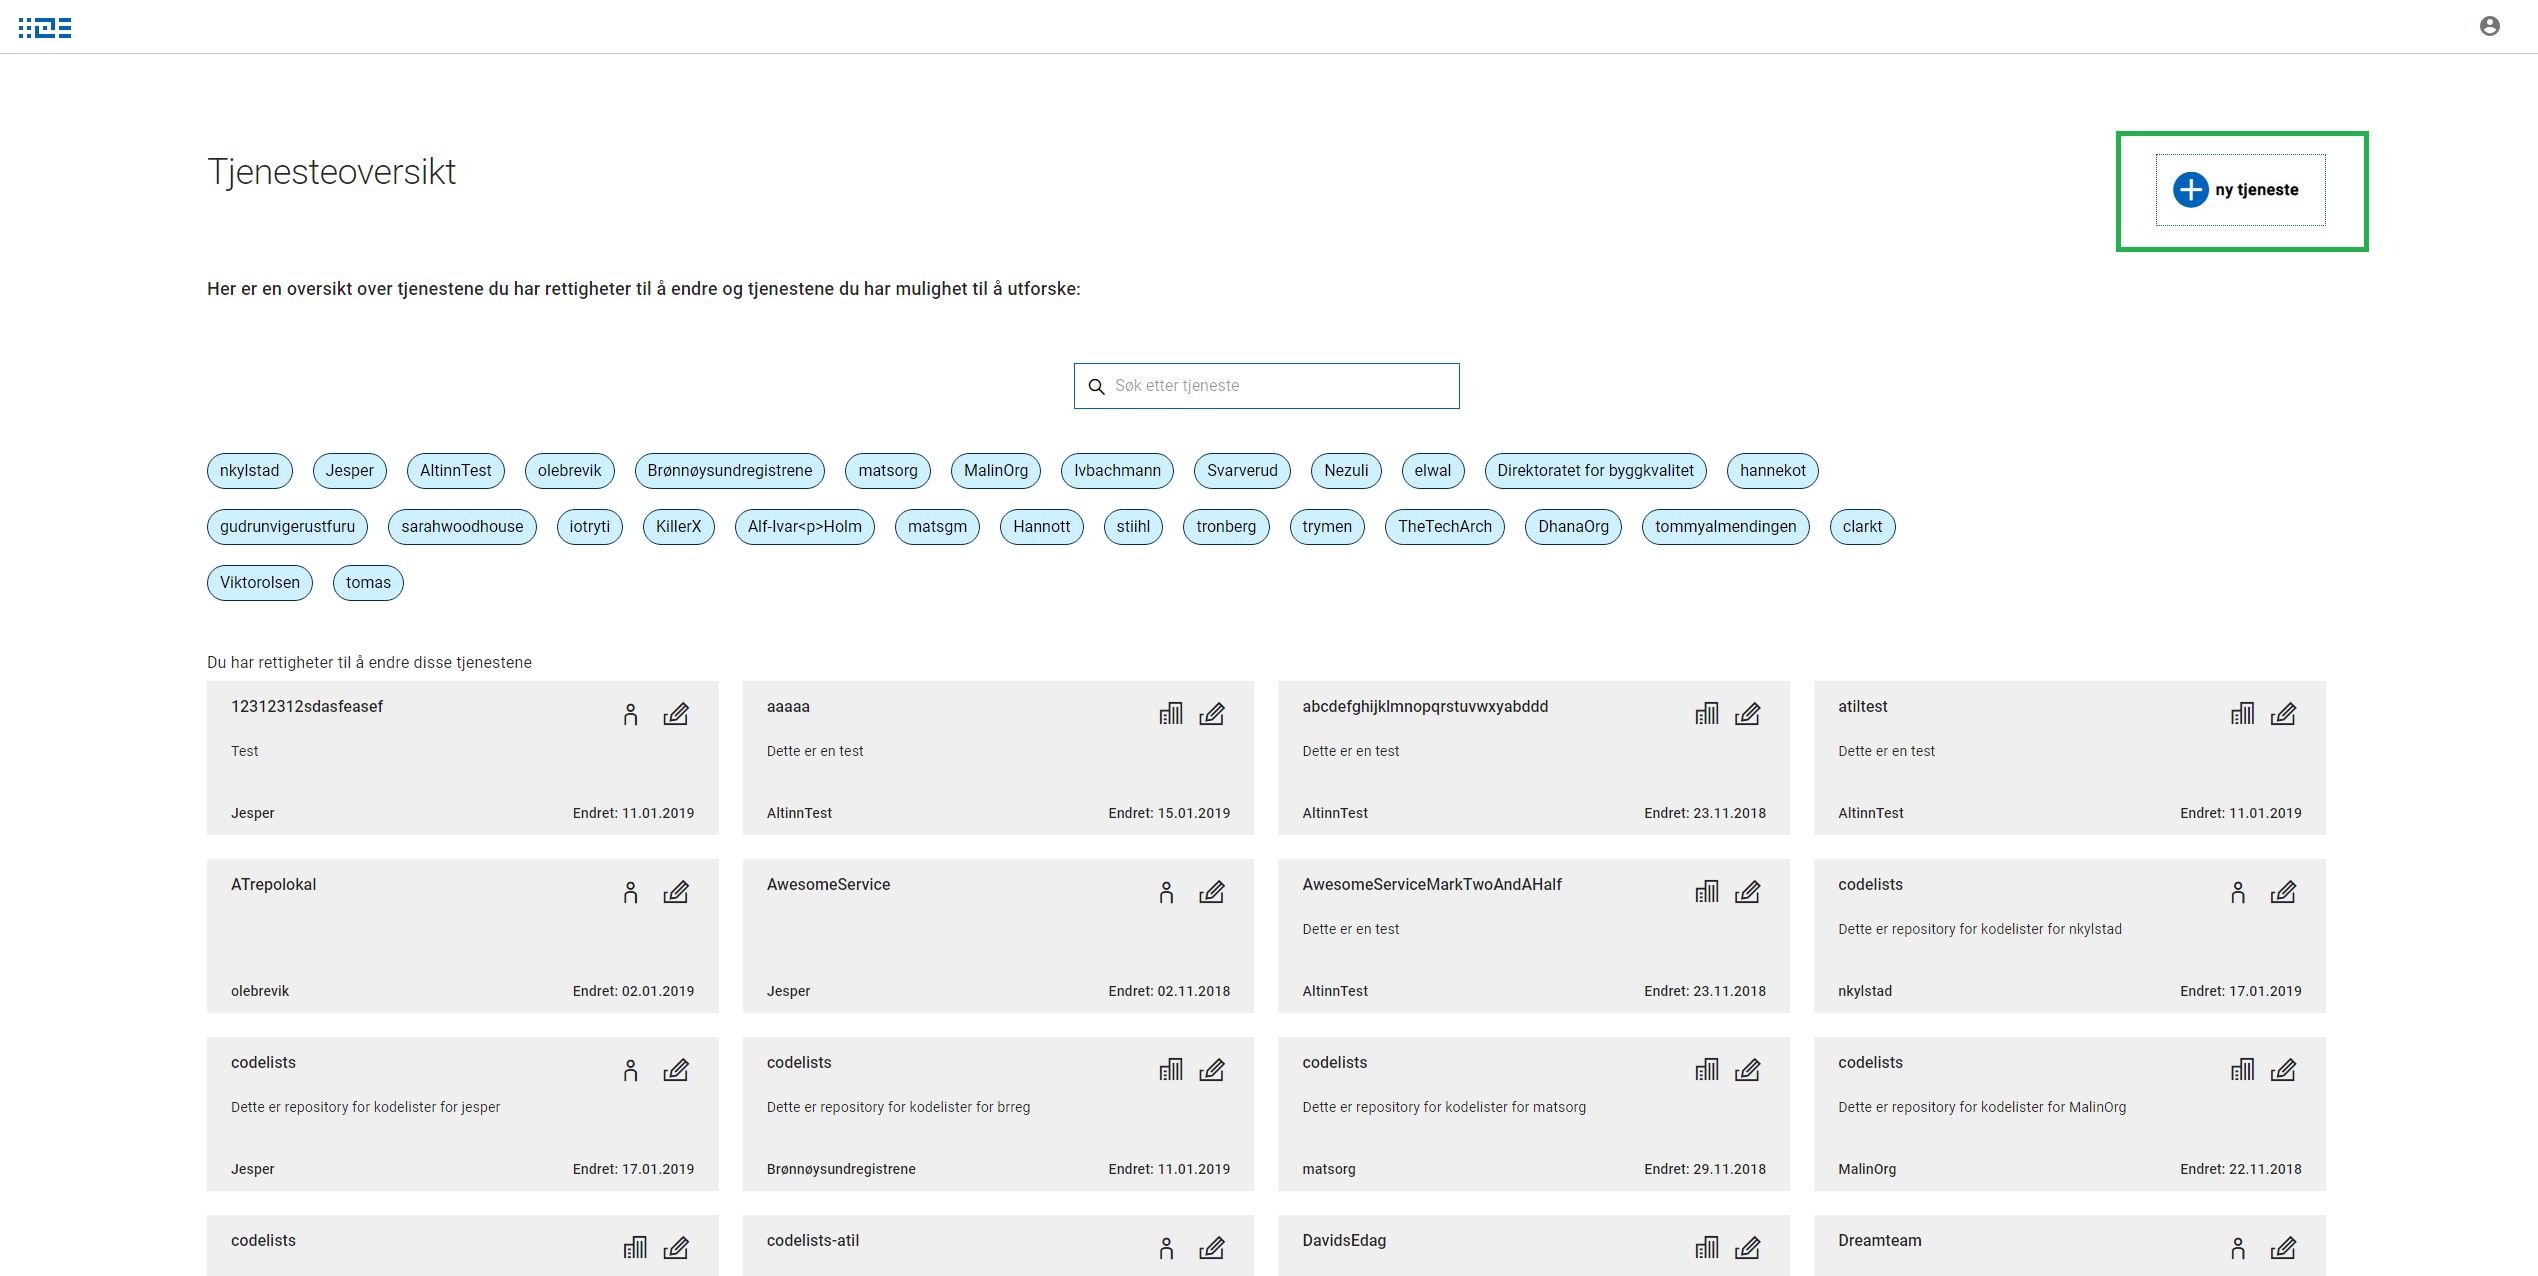 Tjenesteoversikt
ny tjeneste
Her er en oversikt over tjenestene du har rettigheter til å endre og tjenestene du har mulighet til å utforske:
Søk etter tjeneste
nkylstad Jesper AltinnTest olebrevik Brønnøysundregistrene matsorg MalinOrg Ivbachmann Svarverud Nezuli elwal Direktoratet for byggkvalitet hannekot
gudrunvigerustfuru sarahwoodhouse iotryti KillerX Alf-Ivar<p>Holm matsgm Hannott stiihl tronberg trymen TheTechArch DhanaOrg tommyalmendingen clarkt
Viktorolsen tomas
Du har rettigheter til å endre disse tjenestene
12312312sdasfeasef
Test
Jesper Endret: 11.01.2019
aaaaa
Dette er en test
AltinnTest Endret: 15.01.2019
abcdefghijklmnopqrstuvwxyabddd
Dette er en test
AltinnTest Endret: 23.11.2018
atiltest
Dette er en test
AltinnTest Endret: 11.01.2019
ATrepolokal
olebrevik Endret: 02.01.2019
AwesomeService
Jesper Endret: 02.11.2018
AwesomeServiceMarkTwoAndAHalf
Dette er en test
AltinnTest Endret: 23.11.2018
codelists
Dette er repository for kodelister for nkylstad
nkylstad Endret: 17.01.2019
codelists
Dette er repository for kodelister for jesper
Jesper Endret: 17.01.2019
codelists
Dette er repository for kodelister for brreg
Brønnøysundregistrene Endret: 11.01.2019
codelists
Dette er repository for kodelister for matsorg
matsorg Endret: 29.11.2018
codelists
Dette er repository for kodelister for MalinOrg
MalinOrg Endret: 22.11.2018
codelists
codelists-atil
DavidsEdag
Dreamteam